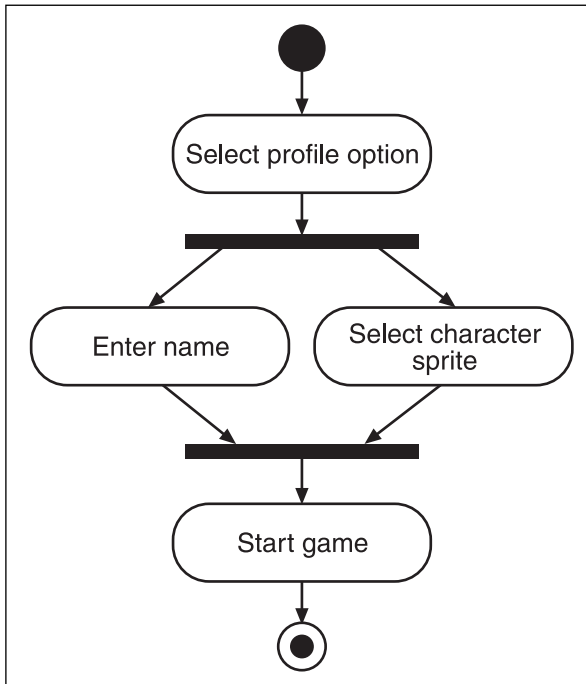 Select profile option
Enter name
Select character
sprite
Start game